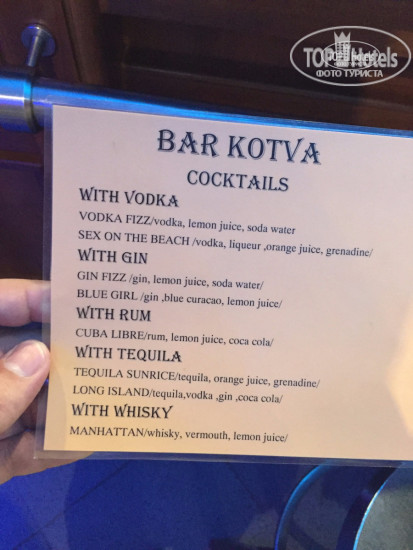 TOP Hotels
ФОТО ТУРИСТА
BAR KOTVA
COCKTAILS
WITH VODKA
VODKA FIZZ/vodka, lemon juice, soda water
SEX ON THE BEACH /vodka, liqueur ,orange juice, grenadine/
WITH GIN
GIN FIZZ /gin, lemon juice, soda water/
BLUE GIRL /gin ,blue curacao, lemon juice/
WITH RUM
CUBA LIBRE/rum, lemon juice, coca cola/
WITH TEQUILA
TEQUILA SUNRICE/tequila, orange juice, grenadine/
LONG ISLAND/tequila,vodka ,gin ,coca cola/
WITH WHISKY
MANHATTAN/whisky, vermouth, lemon juice/